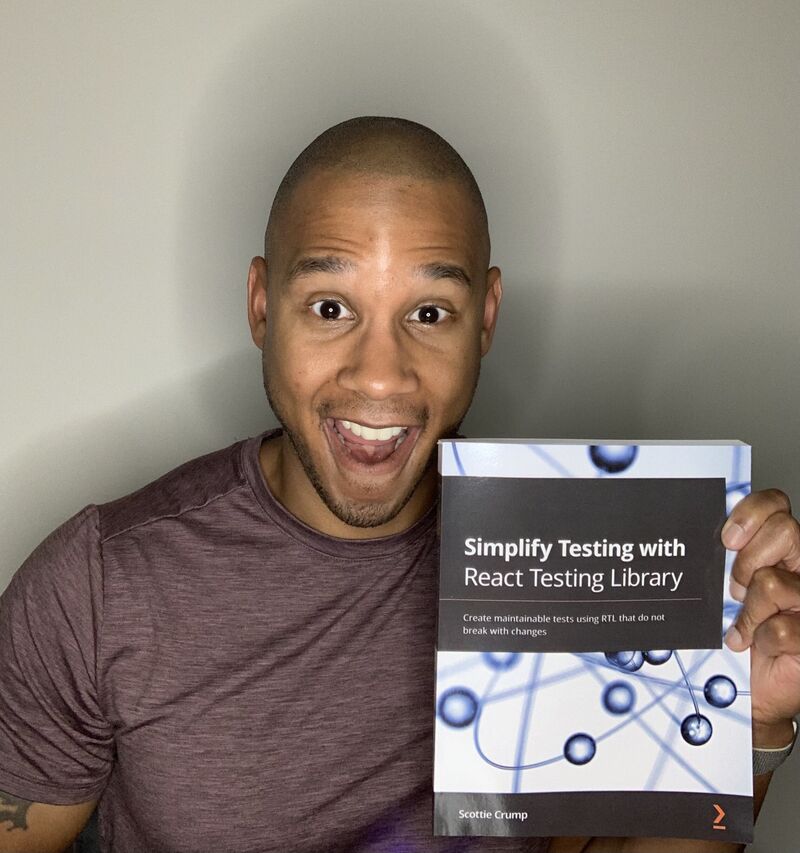 Simplify Testing with
React Testing Library
Create maintainable tests using RTL that do not
break with changes
Scottie Crump